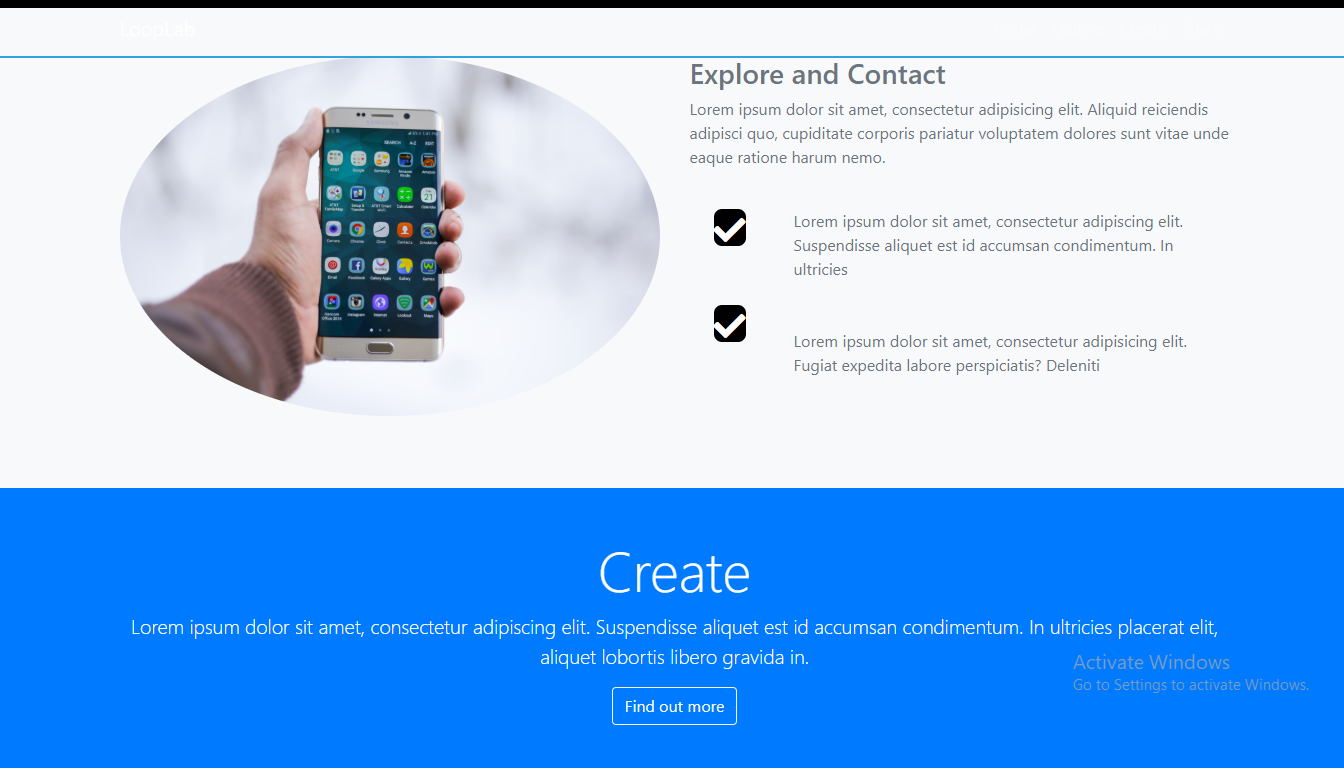 LoopLab
Explore and Contact
Lorem ipsum dolor sit amet, consectetur adipisicing elit. Aliquid reiciendis
adipisci quo, cupiditate corporis pariatur voluptatem dolores sunt vitae unde
eaque ratione harum nemo.
Lorem ipsum dolor sit amet, consectetur adipiscing elit.
Suspendisse aliquet est id accumsan condimentum. In
ultricies
Lorem ipsum dolor sit amet, consectetur adipisicing elit.
Fugiat expedita labore perspiciatis? Deleniti
SAMSUNG
SEARCH A-Z EDIT
Create
Lorem ipsum dolor sit amet, consectetur adipiscing elit. Suspendisse aliquet est id accumsan condimentum. In ultricies placerat elit,
aliquet lobortis libero gravida in.
Find out more
Activate Windows
Go to Settings to activate Windows.